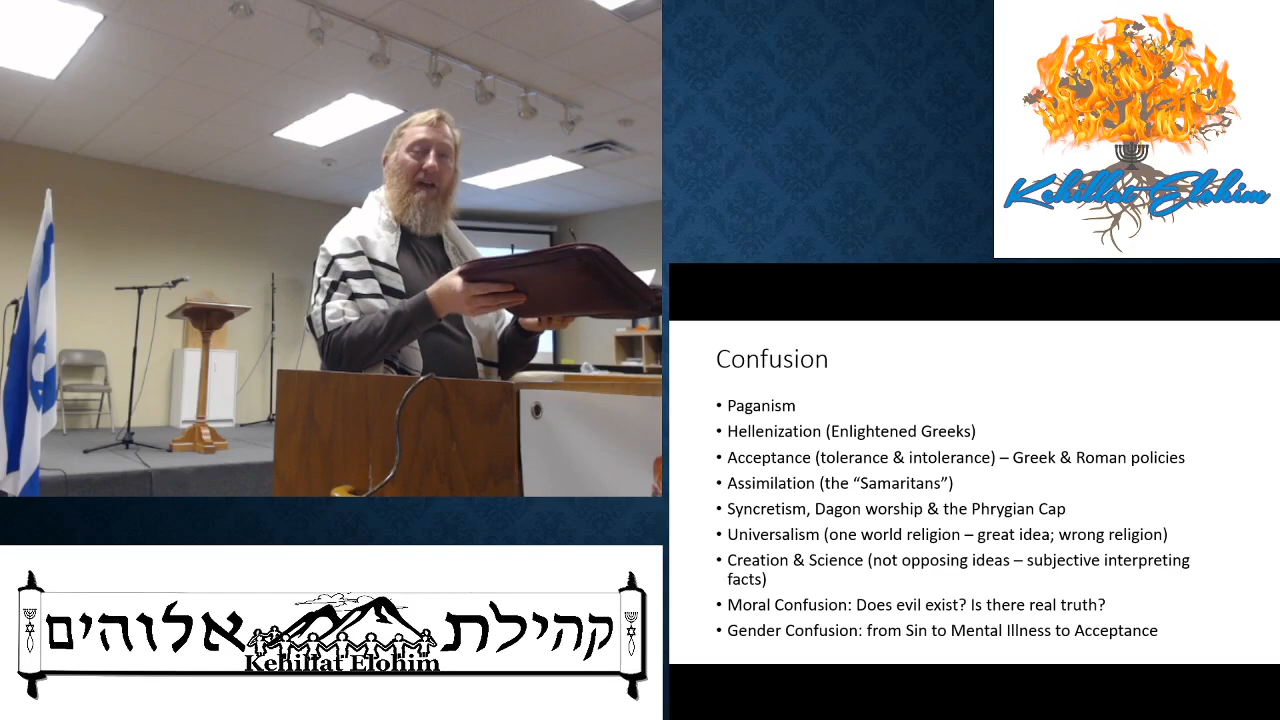 Kehillat Elohim
Confusion
• Paganism
• Hellenization (Enlightened Greeks)
• Acceptance (tolerance & intolerance) – Greek & Roman policies
• Assimilation (the “Samaritans”)
• Syncretism, Dagon worship & the Phrygian Cap
• Universalism (one world religion – great idea; wrong religion)
• Creation & Science (not opposing ideas – subjective interpreting
facts)
• Moral Confusion: Does evil exist? Is there real truth?
• Gender Confusion: from Sin to Mental Illness to Acceptance
קהילת אלוהים
Kehillat Elohim